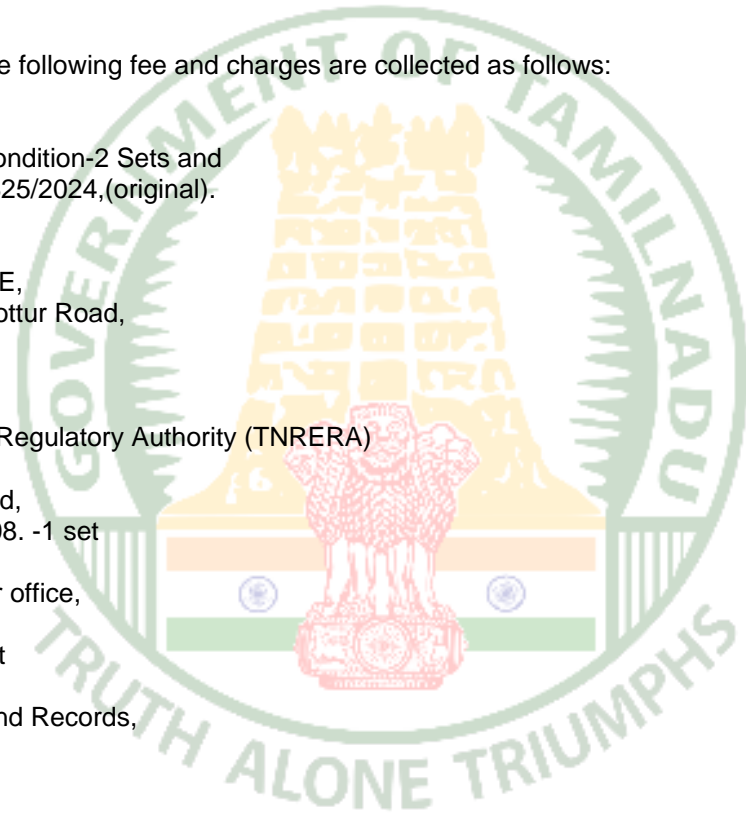 e following fee and charges are collected as follows:
ondition-2 Sets and
25/2024,(original).
E,
ottur Road,
Regulatory Authority (TNRERA)
d,
08. -1 set
r office,
t
nd Records,
GOVERNMENT OF TAMILNADU
TRUTH ALONE TRIUMPHS